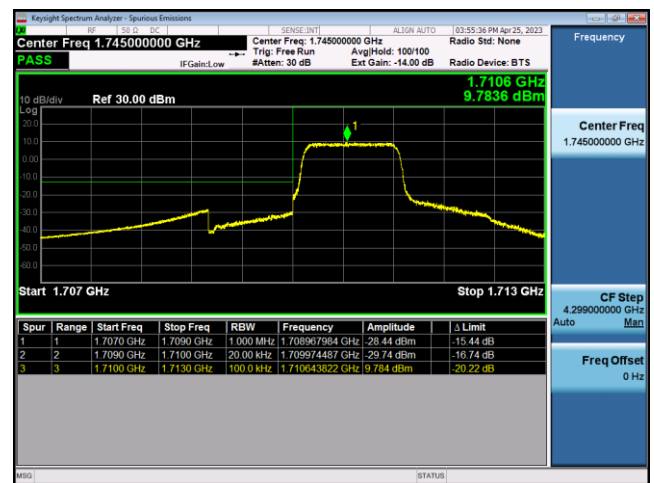 Keysight Spectrum Analyzer - Spurious Emissions
RF 50 Ω DC SENSE:INT ALIGN AUTO 03:55:36 PM Apr 25, 2023
Center Freq 1.745000000 GHz Center Freq: 1.745000000 GHz Radio Std: None
Trig: Free Run Avg|Hold: 100/100
PASS IFGain:Low #Atten: 30 dB Ext Gain: -14.00 dB Radio Device: BTS
1.7106 GHz
10 dB/div Ref 30.00 dBm 9.7836 dBm
Log
20.0
1
10.0
0.00
-10.0
-20.0
-30.0
-40.0
-50.0
-60.0
Start 1.707 GHz Stop 1.713 GHz
Spur Range Start Freq Stop Freq RBW Frequency Amplitude Δ Limit
1 1 1.7070 GHz 1.7090 GHz 1.000 MHz 1.708967984 GHz -28.44 dBm -15.44 dB
2 2 1.7090 GHz 1.7100 GHz 20.00 kHz 1.709974487 GHz -29.74 dBm -16.74 dB
3 3 1.7100 GHz 1.7130 GHz 100.0 kHz 1.710643822 GHz 9.784 dBm -20.22 dB
MSG STATUS
Frequency
Center Freq
1.745000000 GHz
CF Step
4.299000000 GHz
Auto Man
Freq Offset
0 Hz